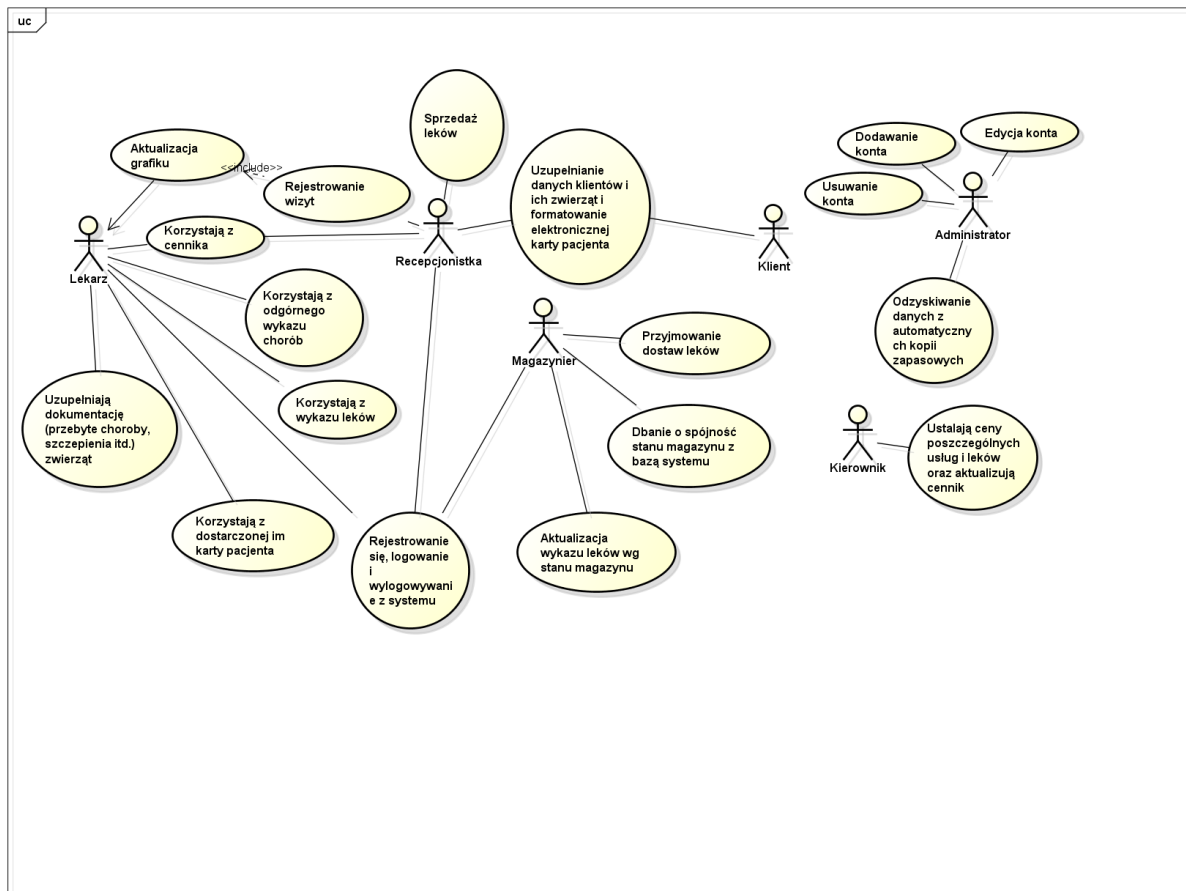 uc
Sprzedaż
leków
Aktualizacja
grafiku
<<include>>
Rejestrowanie
wizyt
Uzupełnianie
danych klientów i
ich zwierząt i
formatowanie
elektronicznej
karty pacjenta
Dodawanie
konta
Edycja konta
Usuwanie
konta
Lekarz
Korzystają z
cennika
Recepcjonistka
Klient
Administrator
Korzystają z
odgórnego
wykazu
chorób
Magazynier
Przyjmowanie
dostaw leków
Odzyskiwanie
danych z
automatyczny
ch kopii
zapasowych
Uzupełniają
dokumentację
(przebyte choroby,
szczepienia itd.)
zwierząt
Korzystają z
wykazu leków
Dbanie o spójność
stanu magazynu z
bazą systemu
Kierownik
Ustalają ceny
poszczególnych
usług i leków
oraz aktualizują
cennik
Korzystają z
dostarczonej im
karty pacjenta
Rejestrowanie
się, logowanie
i
wylogowywani
e z systemu
Aktualizacja
wykazu leków wg
stanu magazynu